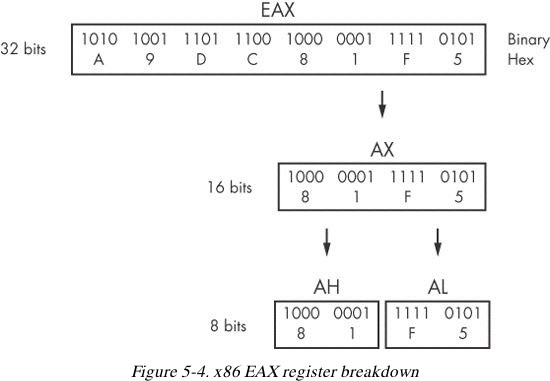 EAX
32 bits
1010 1001 1101 1100 1000 0001 1111 0101 Binary
A 9 D C 8 1 F 5 Hex
AX
16 bits
1000 0001 1111 0101
8 1 F 5
AH AL
8 bits
1000 0001 1111 0101
8 1 F 5
Figure 5-4. x86 EAX register breakdown